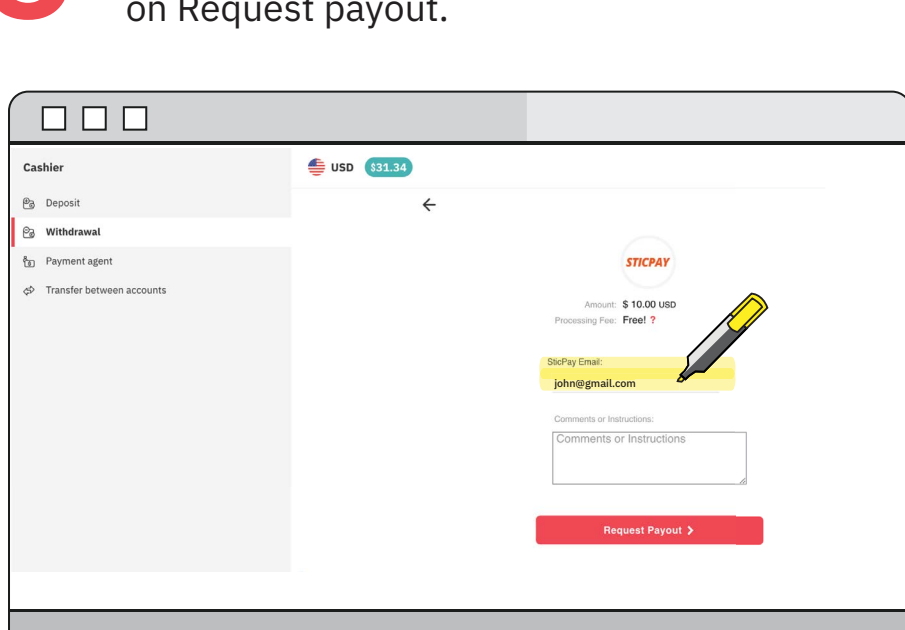 on Request payout.
Cashier
USD $31.34
Deposit
Withdrawal
Payment agent
Transfer between accounts
STICPAY
Amount: $ 10.00 USD
Processing Fee: Free! ?
SticPay Email:
john@gmail.com
Comments or Instructions:
Comments or Instructions
Request Payout